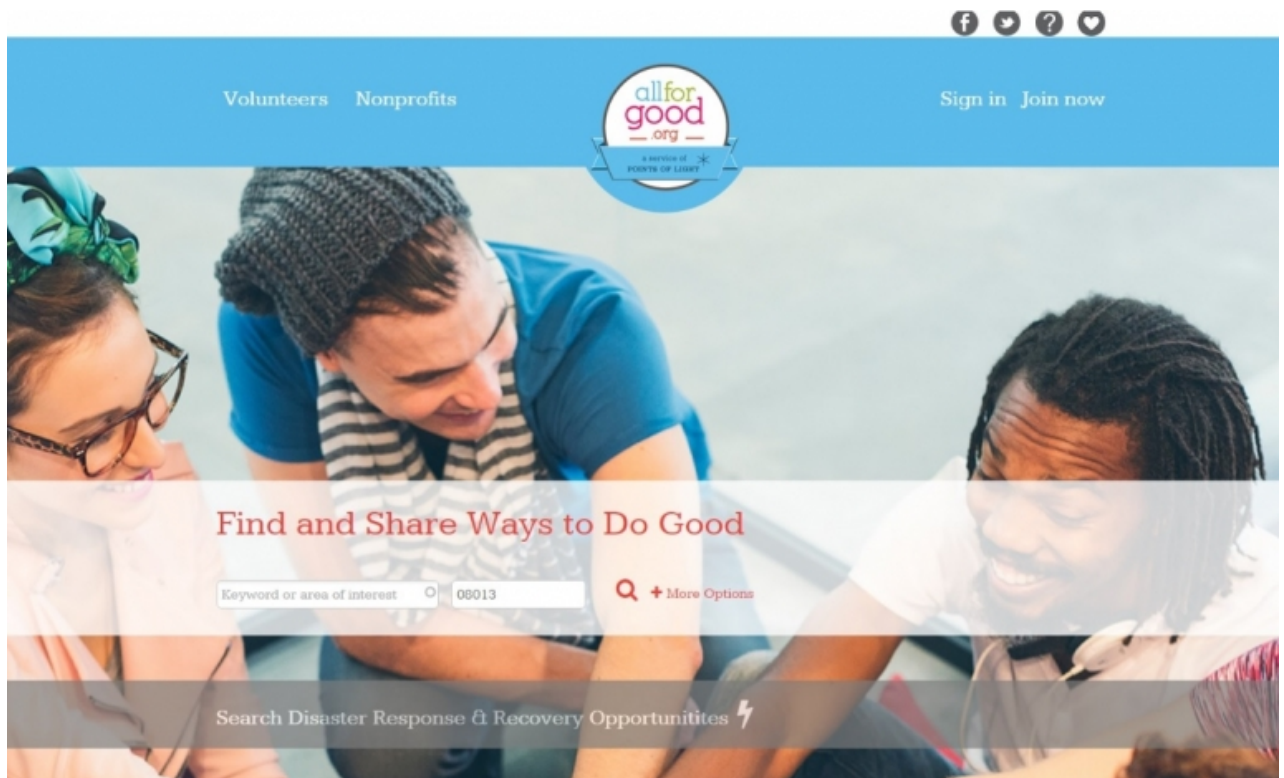 Volunteers Nonprofits
allfor
good
.org
a service of
POINTS OF LIGHT
Sign in Join now
Find and Share Ways to Do Good
Keyword or area of interest 08013 + More Options
Search Disaster Response & Recovery Opportunitites